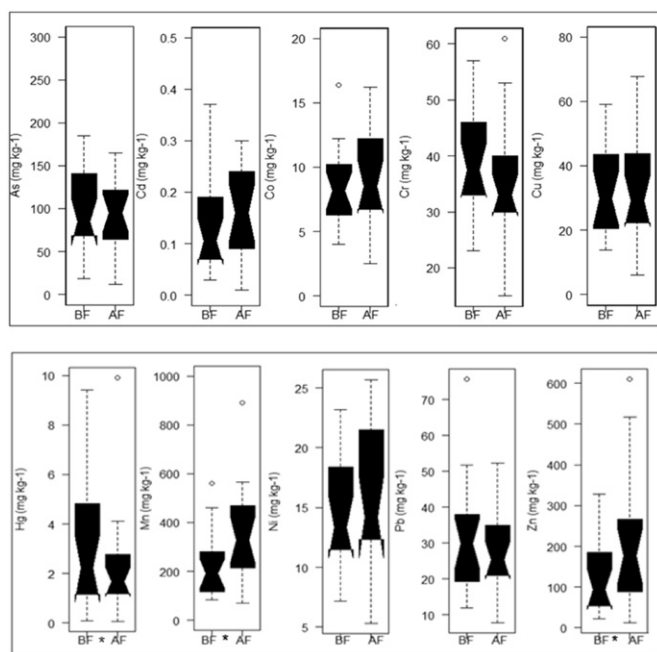 As (mg kg-1)
300
250
200
150
100
50
0
BF AF
Cd (mg kg-1)
0.5
0.4
0.3
0.2
0.1
0.0
BF AF
Co (mg kg-1)
20
15
10
5
0
BF AF
Cr (mg kg-1)
60
50
40
30
20
BF AF
Cu (mg kg-1)
80
60
40
20
0
BF AF
Hg (mg kg-1)
10
8
6
4
2
0
BF * AF
Mn (mg kg-1)
1000
800
600
400
200
0
BF * AF
Ni (mg kg-1)
25
20
15
10
5
BF AF
Pb (mg kg-1)
70
60
50
40
30
20
10
BF AF
Zn (mg kg-1)
600
500
400
300
200
100
0
BF * AF